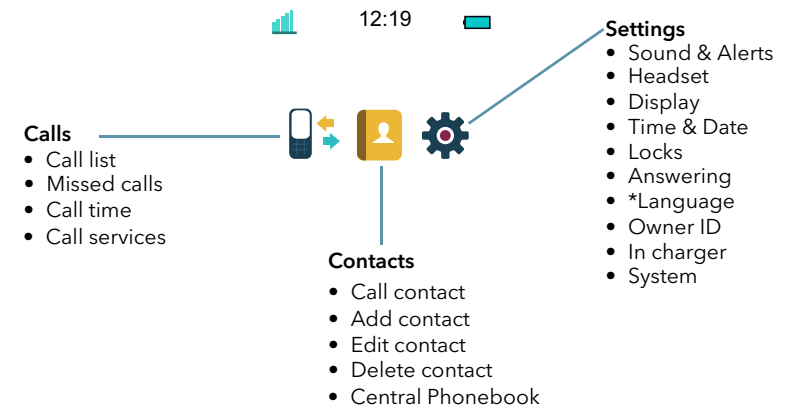 12:19
Calls
• Call list
• Missed calls
• Call time
• Call services
Contacts
• Call contact
• Add contact
• Edit contact
• Delete contact
• Central Phonebook
Settings
• Sound & Alerts
• Headset
• Display
• Time & Date
• Locks
• Answering
• *Language
• Owner ID
• In charger
• System